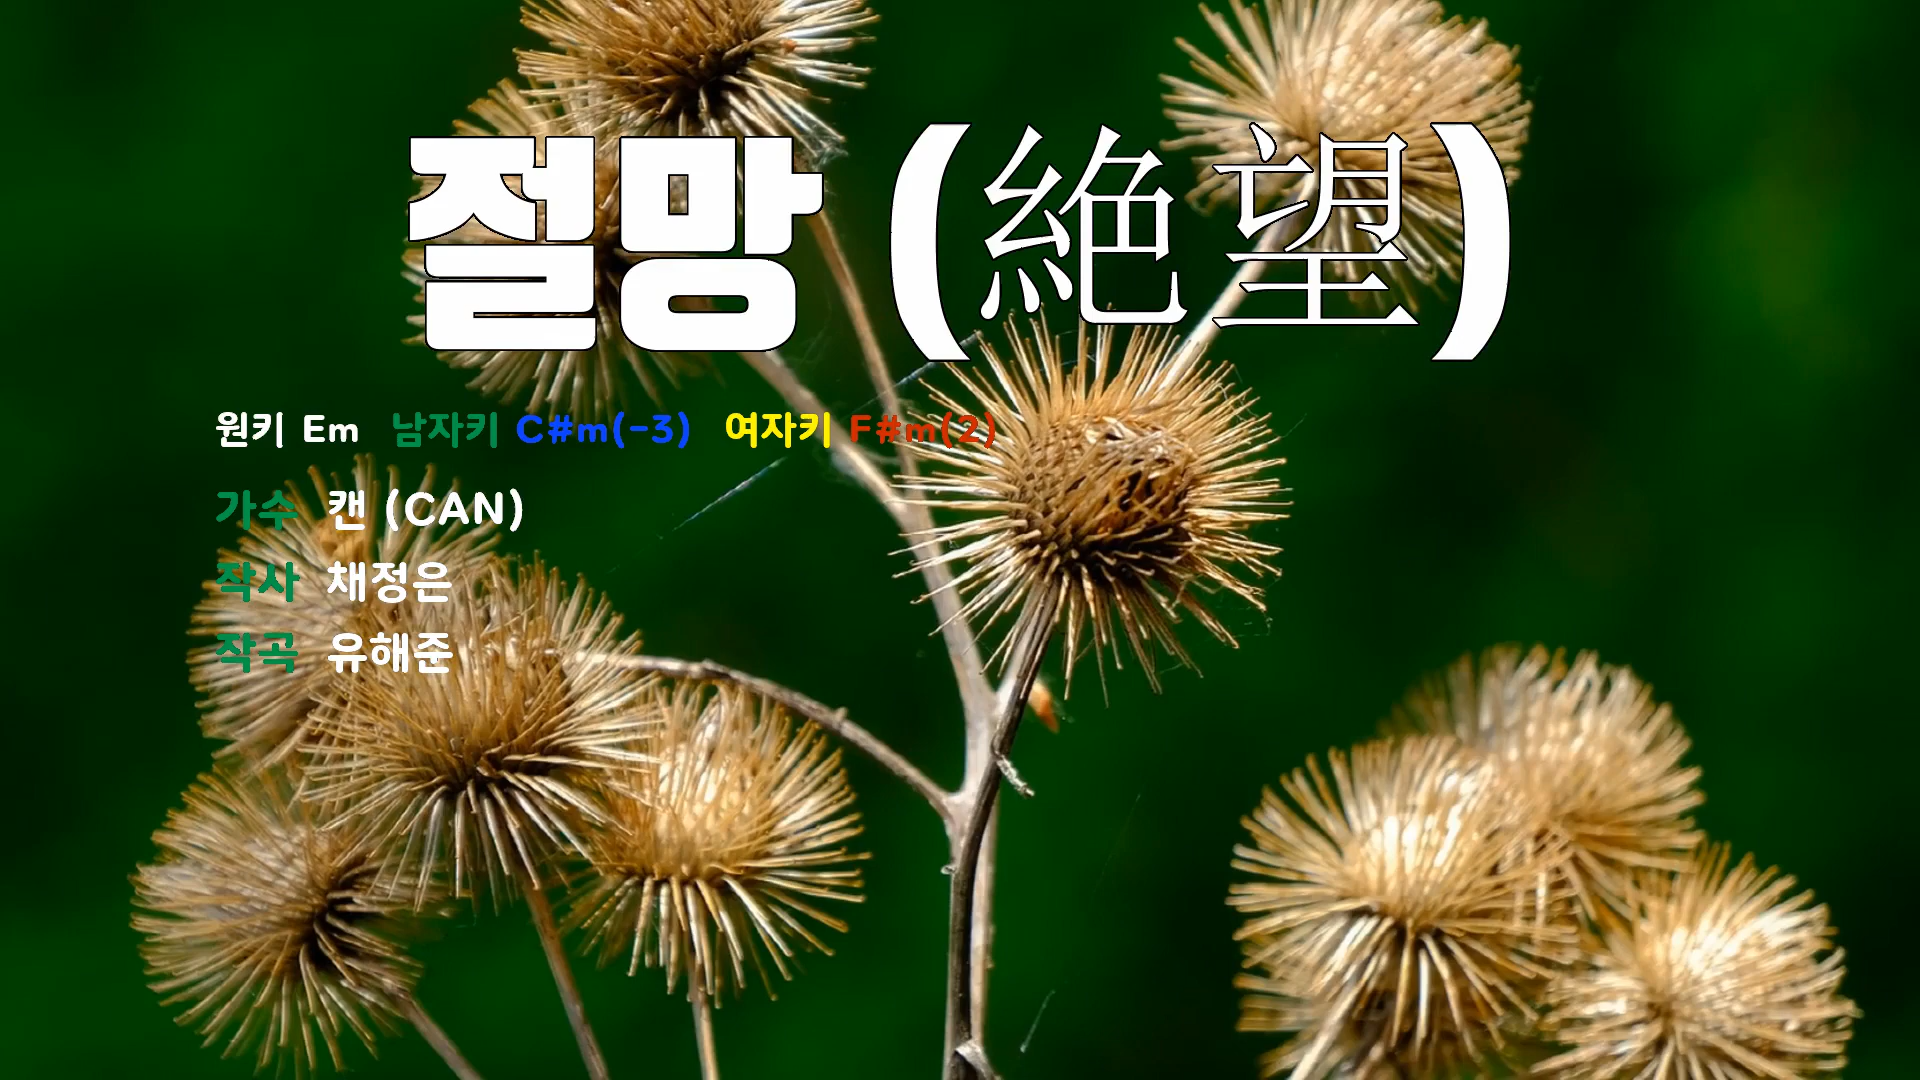 절망 (絶望)
원키 Em 남자키 C#m(-3) 여자키 F#m(2)
가수 캔 (CAN)
작사 채정은
작곡 유해준